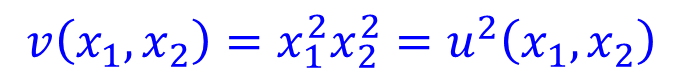 v(x₁, x₂) = x₁²x₂² = u²(x₁, x₂)